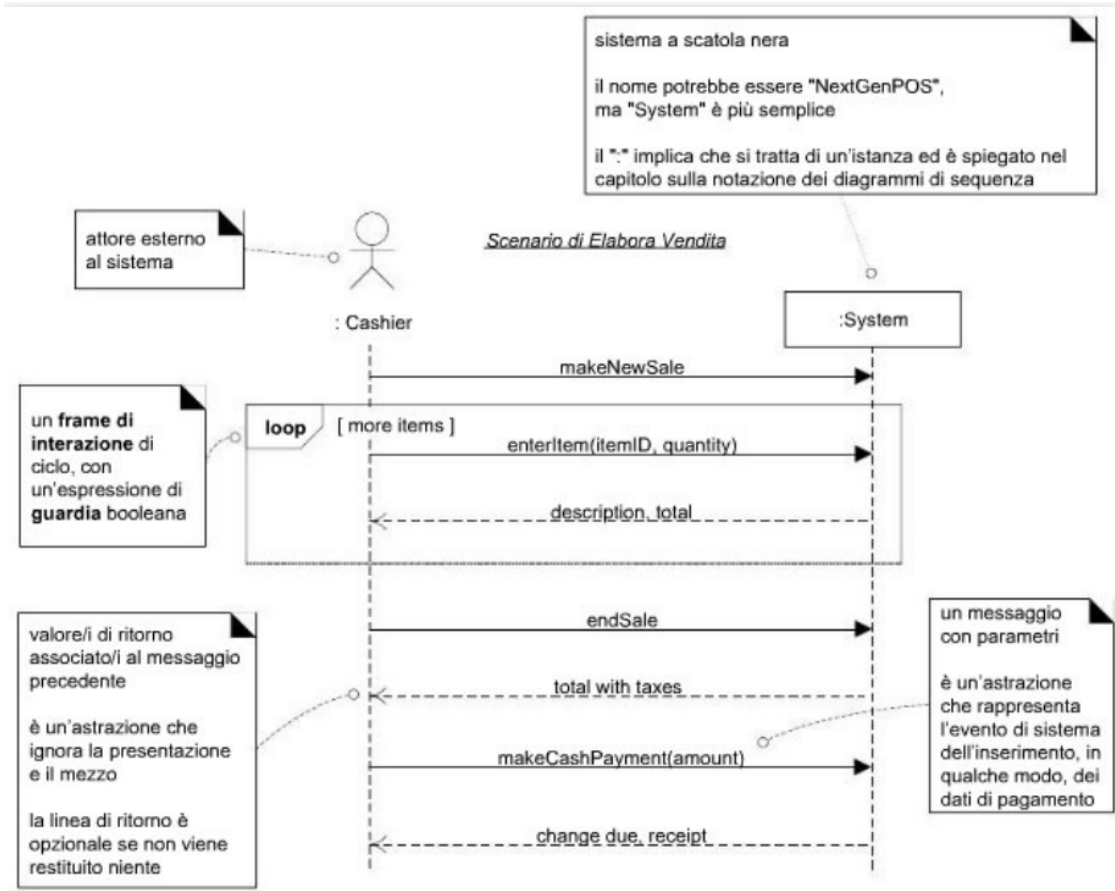 sistema a scatola nera
il nome potrebbe essere "NextGenPOS",
ma "System" è più semplice
il ":" implica che si tratta di un'istanza ed è spiegato nel
capitolo sulla notazione dei diagrammi di sequenza
attore esterno
al sistema
Scenario di Elabora Vendita
: Cashier
:System
makeNewSale
un frame di
interazione di
ciclo, con
un'espressione di
guardia booleana
loop
[ more items ]
enterItem(itemID, quantity)
description, total
valore/i di ritorno
associato/i al messaggio
precedente
è un'astrazione che
ignora la presentazione
e il mezzo
la linea di ritorno è
opzionale se non viene
restituito niente
endSale
total with taxes
makeCashPayment(amount)
change due, receipt
un messaggio
con parametri
è un'astrazione
che rappresenta
l'evento di sistema
dell'inserimento, in
qualche modo, dei
dati di pagamento